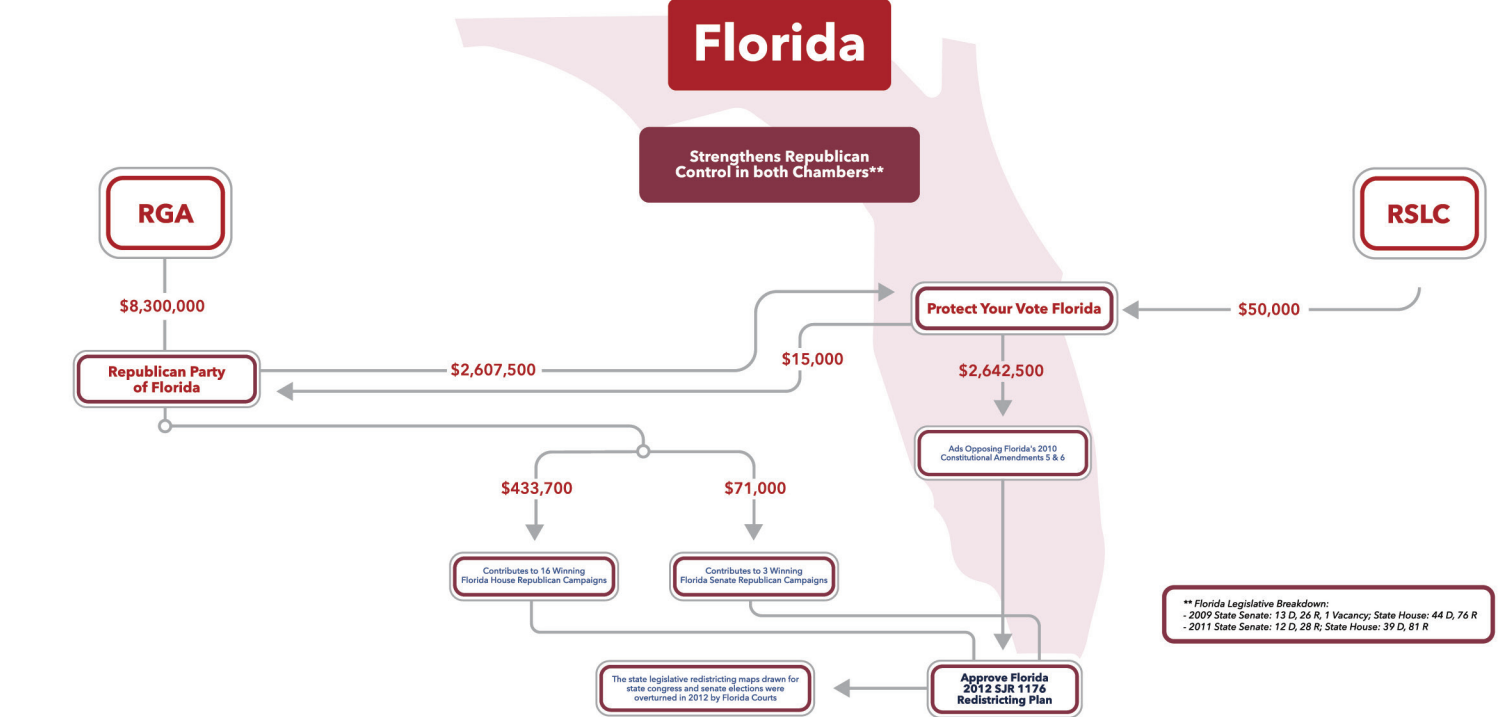 Florida
Strengthens Republican
Control in both Chambers**
RGA
RSLC
$8,300,000
Protect Your Vote Florida
$50,000
Republican Party
of Florida
$2,607,500
$15,000
$2,642,500
Ads Opposing Florida's 2010
Constitutional Amendments 5 & 6
$433,700
$71,000
Contributes to 16 Winning
Florida House Republican Campaigns
Contributes to 3 Winning
Florida Senate Republican Campaigns
** Florida Legislative Breakdown:
- 2009 State Senate: 13 D, 26 R, 1 Vacancy; State House: 44 D, 76 R
- 2011 State Senate: 12 D, 28 R; State House: 39 D, 81 R
The state legislative redistricting maps drawn for
state congress and senate elections were
overturned in 2012 by Florida Courts
Approve Florida
2012 SJR 1176
Redistricting Plan